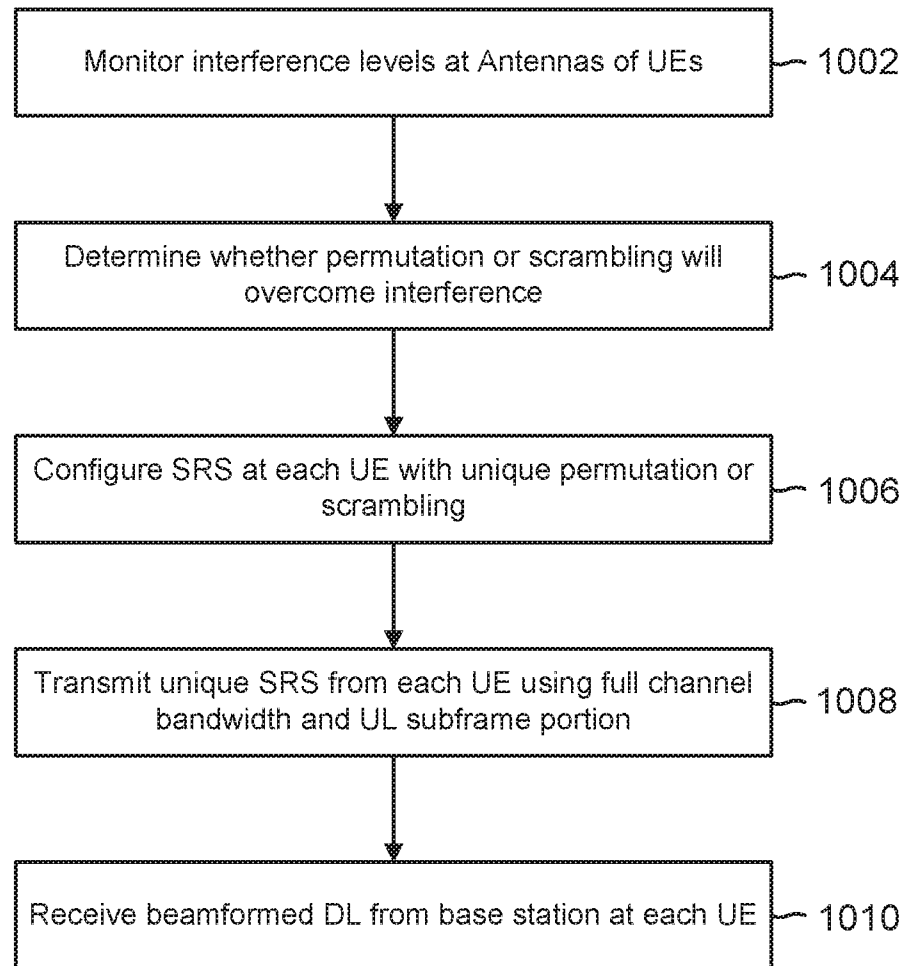 Monitor interference levels at Antennas of UEs
1002
Determine whether permutation or scrambling will
overcome interference
1004
Configure SRS at each UE with unique permutation or
scrambling
1006
Transmit unique SRS from each UE using full channel
bandwidth and UL subframe portion
1008
Receive beamformed DL from base station at each UE
1010